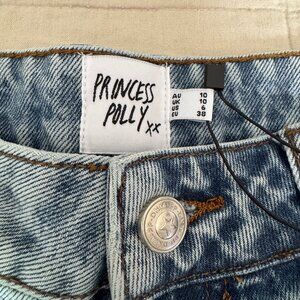 PRINCESS
POLLY xx
AU 10
UK 10
US 6
EU 38